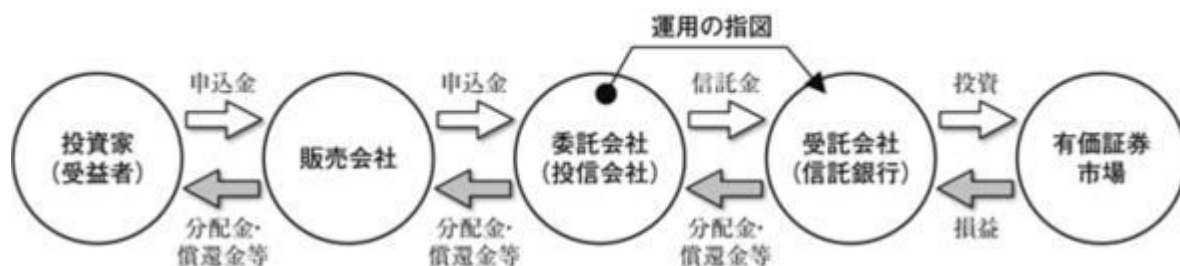 運用の指図
申込金
申込金
信託金
投資
投資家
（受益者）
販売会社
委託会社
（投信会社）
受託会社
（信託銀行）
有価証券
市場
分配金・
償還金等
分配金・
償還金等
分配金・
償還金等
損益